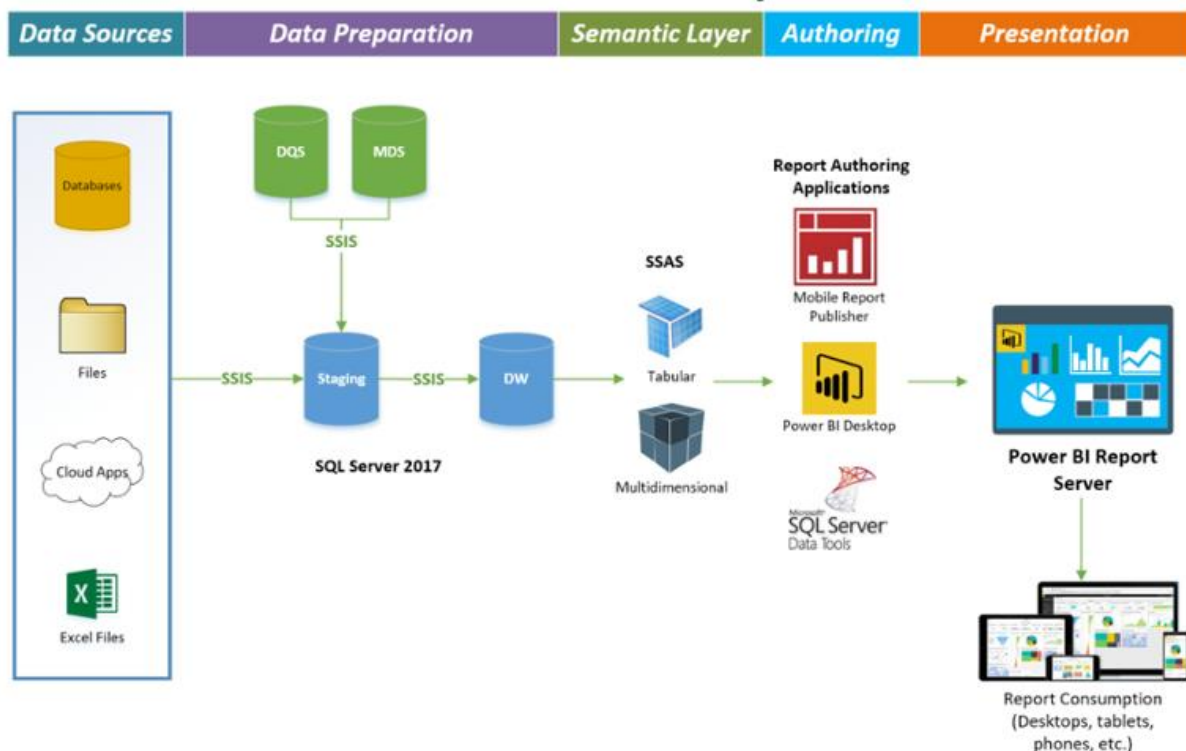 Data Sources
Data Preparation
Semantic Layer
Authoring
Presentation
Databases
Files
Cloud Apps
Excel Files
DQS
MDS
SSIS
SSIS
Staging
SSIS
DW
SQL Server 2017
SSAS
Tabular
Multidimensional
Report Authoring
Applications
Mobile Report
Publisher
Power BI Desktop
Microsoft
SQL Server
Data Tools
Power BI Report
Server
Report Consumption
(Desktops, tablets,
phones, etc.)